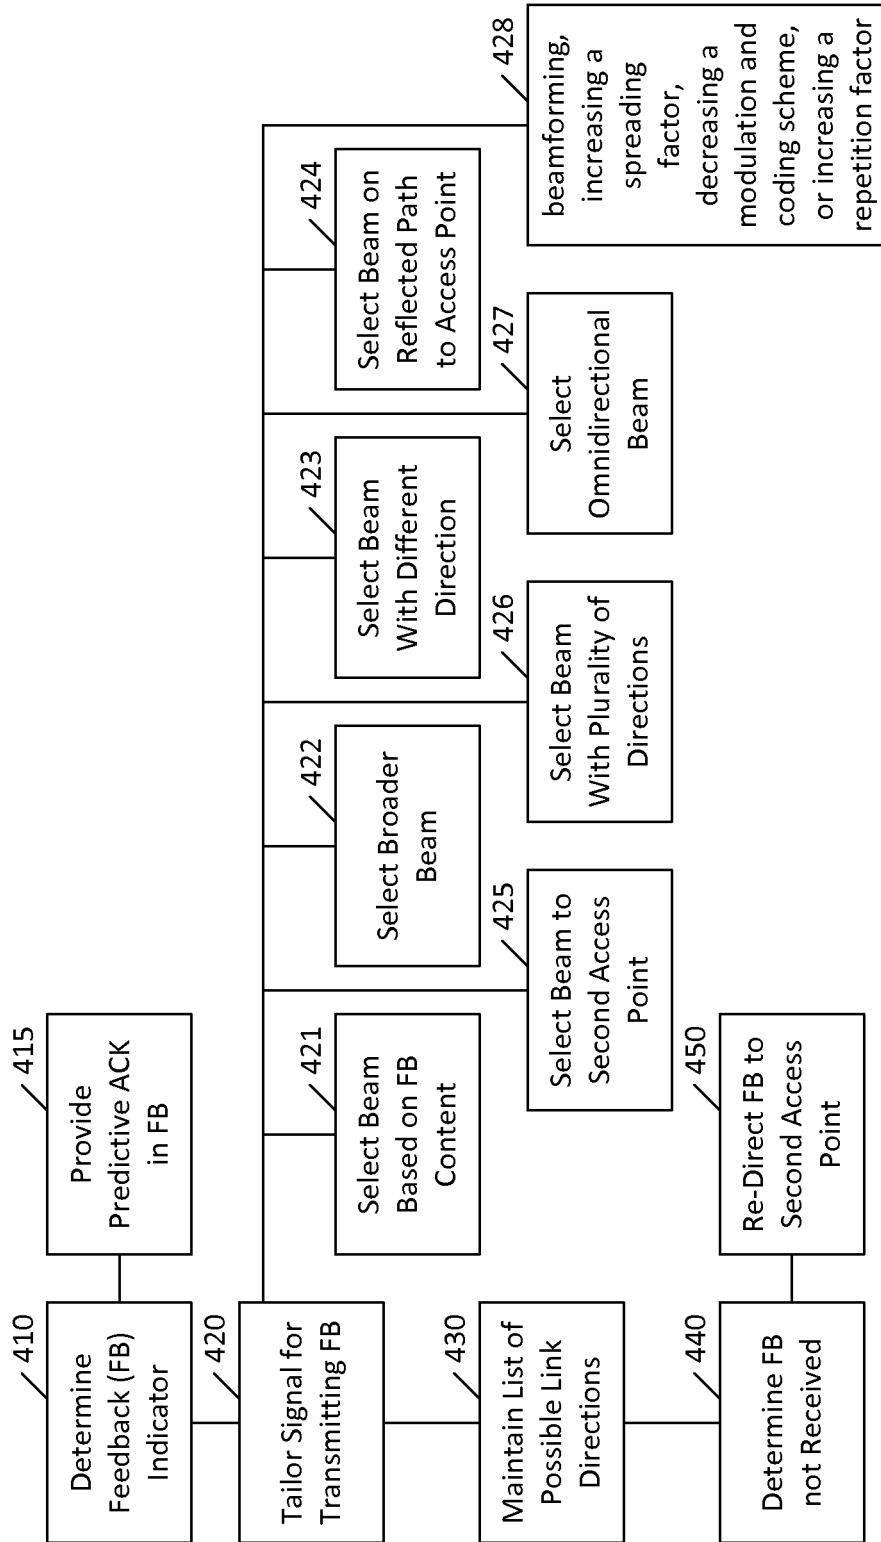 410
Determine
Feedback (FB)
Indicator
415
Provide
Predictive ACK
in FB
420
Tailor Signal for
Transmitting FB
421
Select Beam
Based on FB
Content
422
Select Broader
Beam
423
Select Beam
With Different
Direction
424
Select Beam on
Reflected Path
to Access Point
425
Select Beam to
Second Access
Point
426
Select Beam
With Plurality of
Directions
427
Select
Omnidirectional
Beam
428
beamforming,
increasing a
spreading
factor,
decreasing a
modulation and
coding scheme,
or increasing a
repetition factor
430
Maintain List of
Possible Link
Directions
440
Determine FB
not Received
450
Re-Direct FB to
Second Access
Point